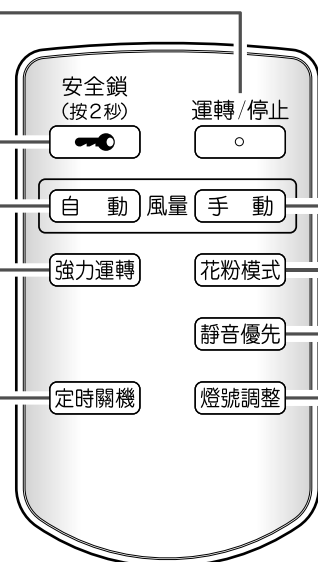 安全鎖
(按2秒)
運轉/停止
自動 風量 手動
強力運轉
花粉模式
靜音優先
定時關機
燈號調整